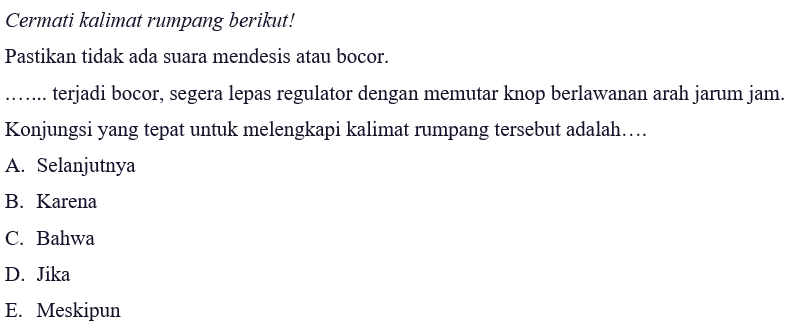 Cermati kalimat rumpang berikut!
Pastikan tidak ada suara mendesis atau bocor.
……. terjadi bocor, segera lepas regulator dengan memutar knop berlawanan arah jarum jam.
Konjungsi yang tepat untuk melengkapi kalimat rumpang tersebut adalah….
A. Selanjutnya
B. Karena
C. Bahwa
D. Jika
E. Meskipun